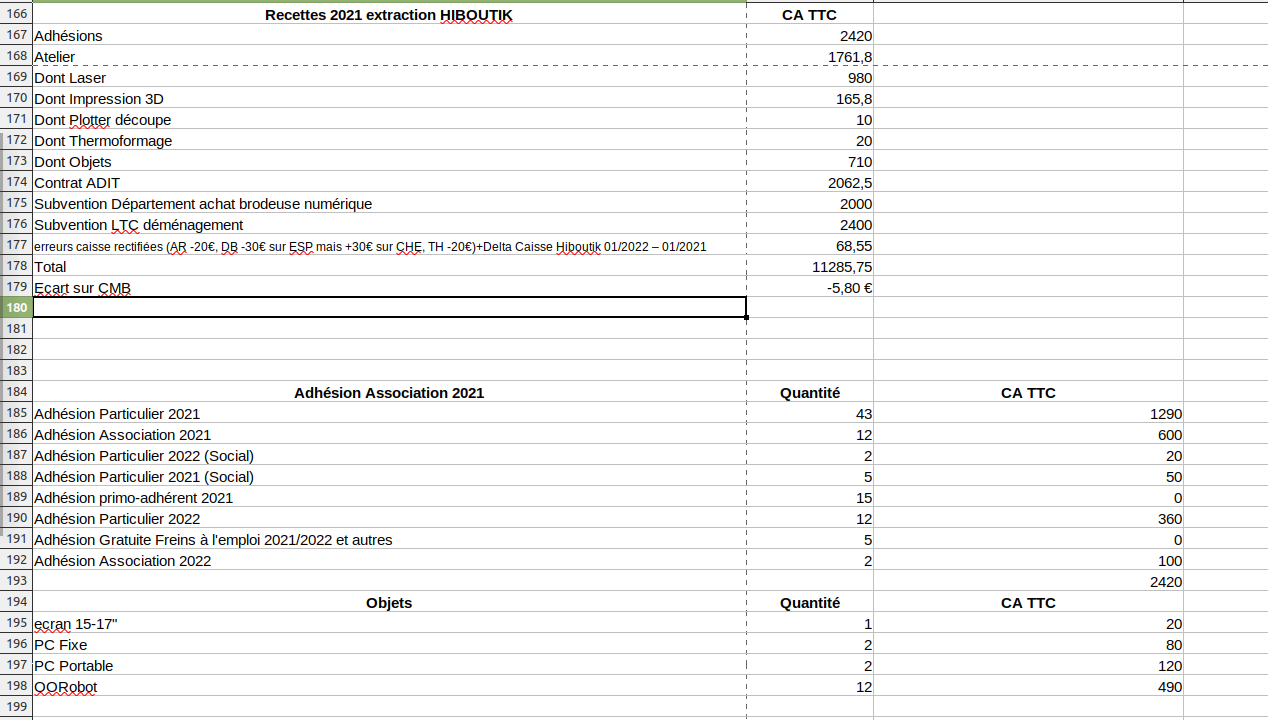 166 Recettes 2021 extraction HIBOUTIK CA TTC
167 Adhésions 2420
168 Atelier 1761,8
169 Dont Laser 980
170 Dont Impression 3D 165,8
171 Dont Plotter découpe 10
172 Dont Thermoformage 20
173 Dont Objets 710
174 Contrat ADIT 2062,5
175 Subvention Département achat brodeuse numérique 2000
176 Subvention LTC déménagement 2400
177 erreurs caisse rectifiées (AR -20€, DB -30€ sur ESP mais +30€ sur CHE, TH -20€)+Delta Caisse Hiboutik 01/2022 – 01/2021 68,55
178 Total 11285,75
179 Ecart sur CMB -5,80 €
180
181
182
183
184 Adhésion Association 2021 Quantité CA TTC
185 Adhésion Particulier 2021 43 1290
186 Adhésion Association 2021 12 600
187 Adhésion Particulier 2022 (Social) 2 20
188 Adhésion Particulier 2021 (Social) 5 50
189 Adhésion primo-adhérent 2021 15 0
190 Adhésion Particulier 2022 12 360
191 Adhésion Gratuite Freins à l'emploi 2021/2022 et autres 5 0
192 Adhésion Association 2022 2 100
193 2420
194 Objets Quantité CA TTC
195 ecran 15-17" 1 20
196 PC Fixe 2 80
197 PC Portable 2 120
198 OORobot 12 490
199